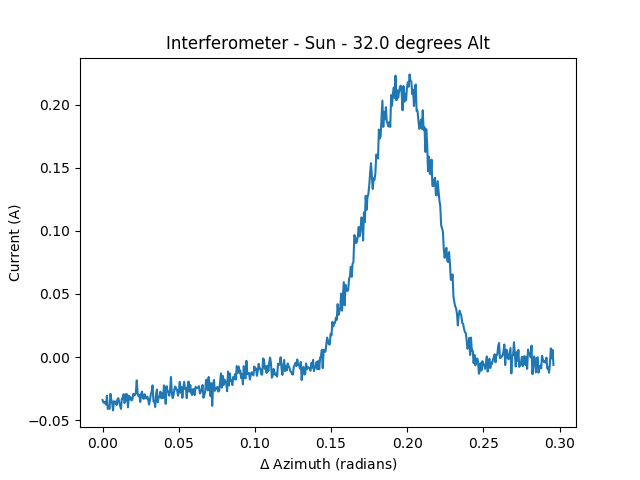 Interferometer - Sun - 32.0 degrees Alt
0.20
0.15
0.10
0.05
0.00
−0.05
Current (A)
0.00 0.05 0.10 0.15 0.20 0.25 0.30
Δ Azimuth (radians)